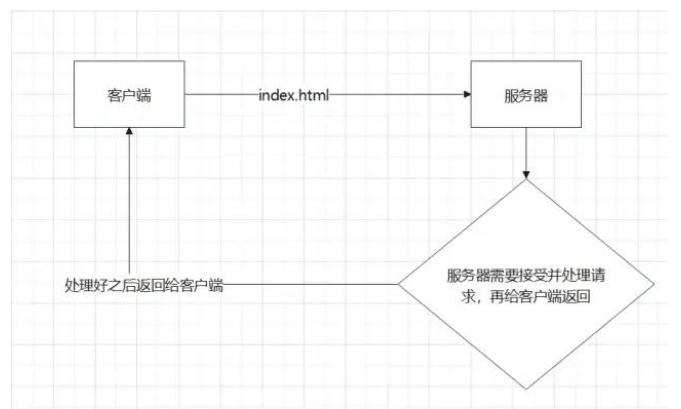 客户端
index.html
服务器
服务器需要接受并处理请
求，再给客户端返回
处理好之后返回给客户端